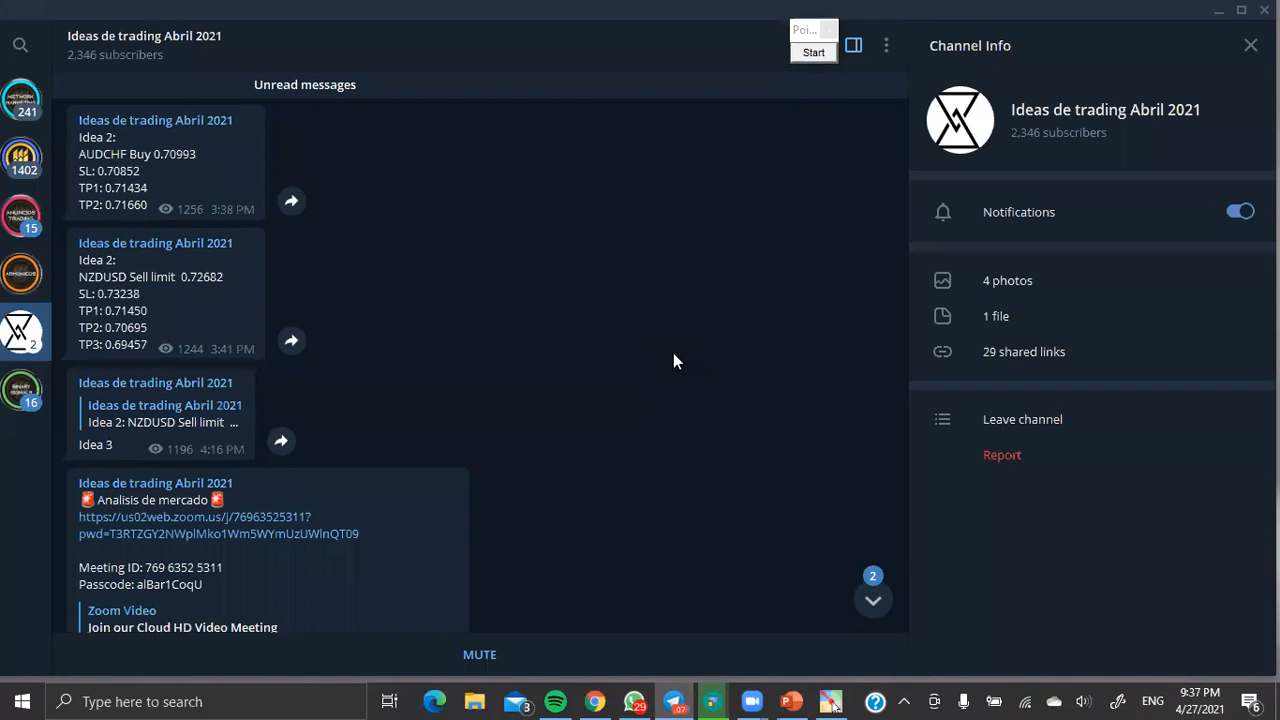 Ideas de trading Abril 2021
2,346 subscribers
Poi...
Start
Channel Info
Unread messages
Ideas de trading Abril 2021
2,346 subscribers
241
1402
15
2
16
Ideas de trading Abril 2021
Idea 2:
AUDCHF Buy 0.70993
SL: 0.70852
TP1: 0.71434
TP2: 0.71660
1256 3:38 PM
Ideas de trading Abril 2021
Idea 2:
NZDUSD Sell limit 0.72682
SL: 0.73238
TP1: 0.71450
TP2: 0.70695
TP3: 0.69457
1244 3:41 PM
Ideas de trading Abril 2021
Ideas de trading Abril 2021
Idea 2: NZDUSD Sell limit ...
Idea 3
1196 4:16 PM
Ideas de trading Abril 2021
🚨Analisis de mercado🚨
https://us02web.zoom.us/j/76963525311?
pwd=T3RTZGY2NWplMko1Wm5WYmUzUWlnQT09
Meeting ID: 769 6352 5311
Passcode: alBar1CoqU
Zoom Video
Join our Cloud HD Video Meeting
2
MUTE
Notifications
4 photos
1 file
29 shared links
Leave channel
Report
Type here to search
3
29
07
ENG
9:37 PM
4/27/2021
6